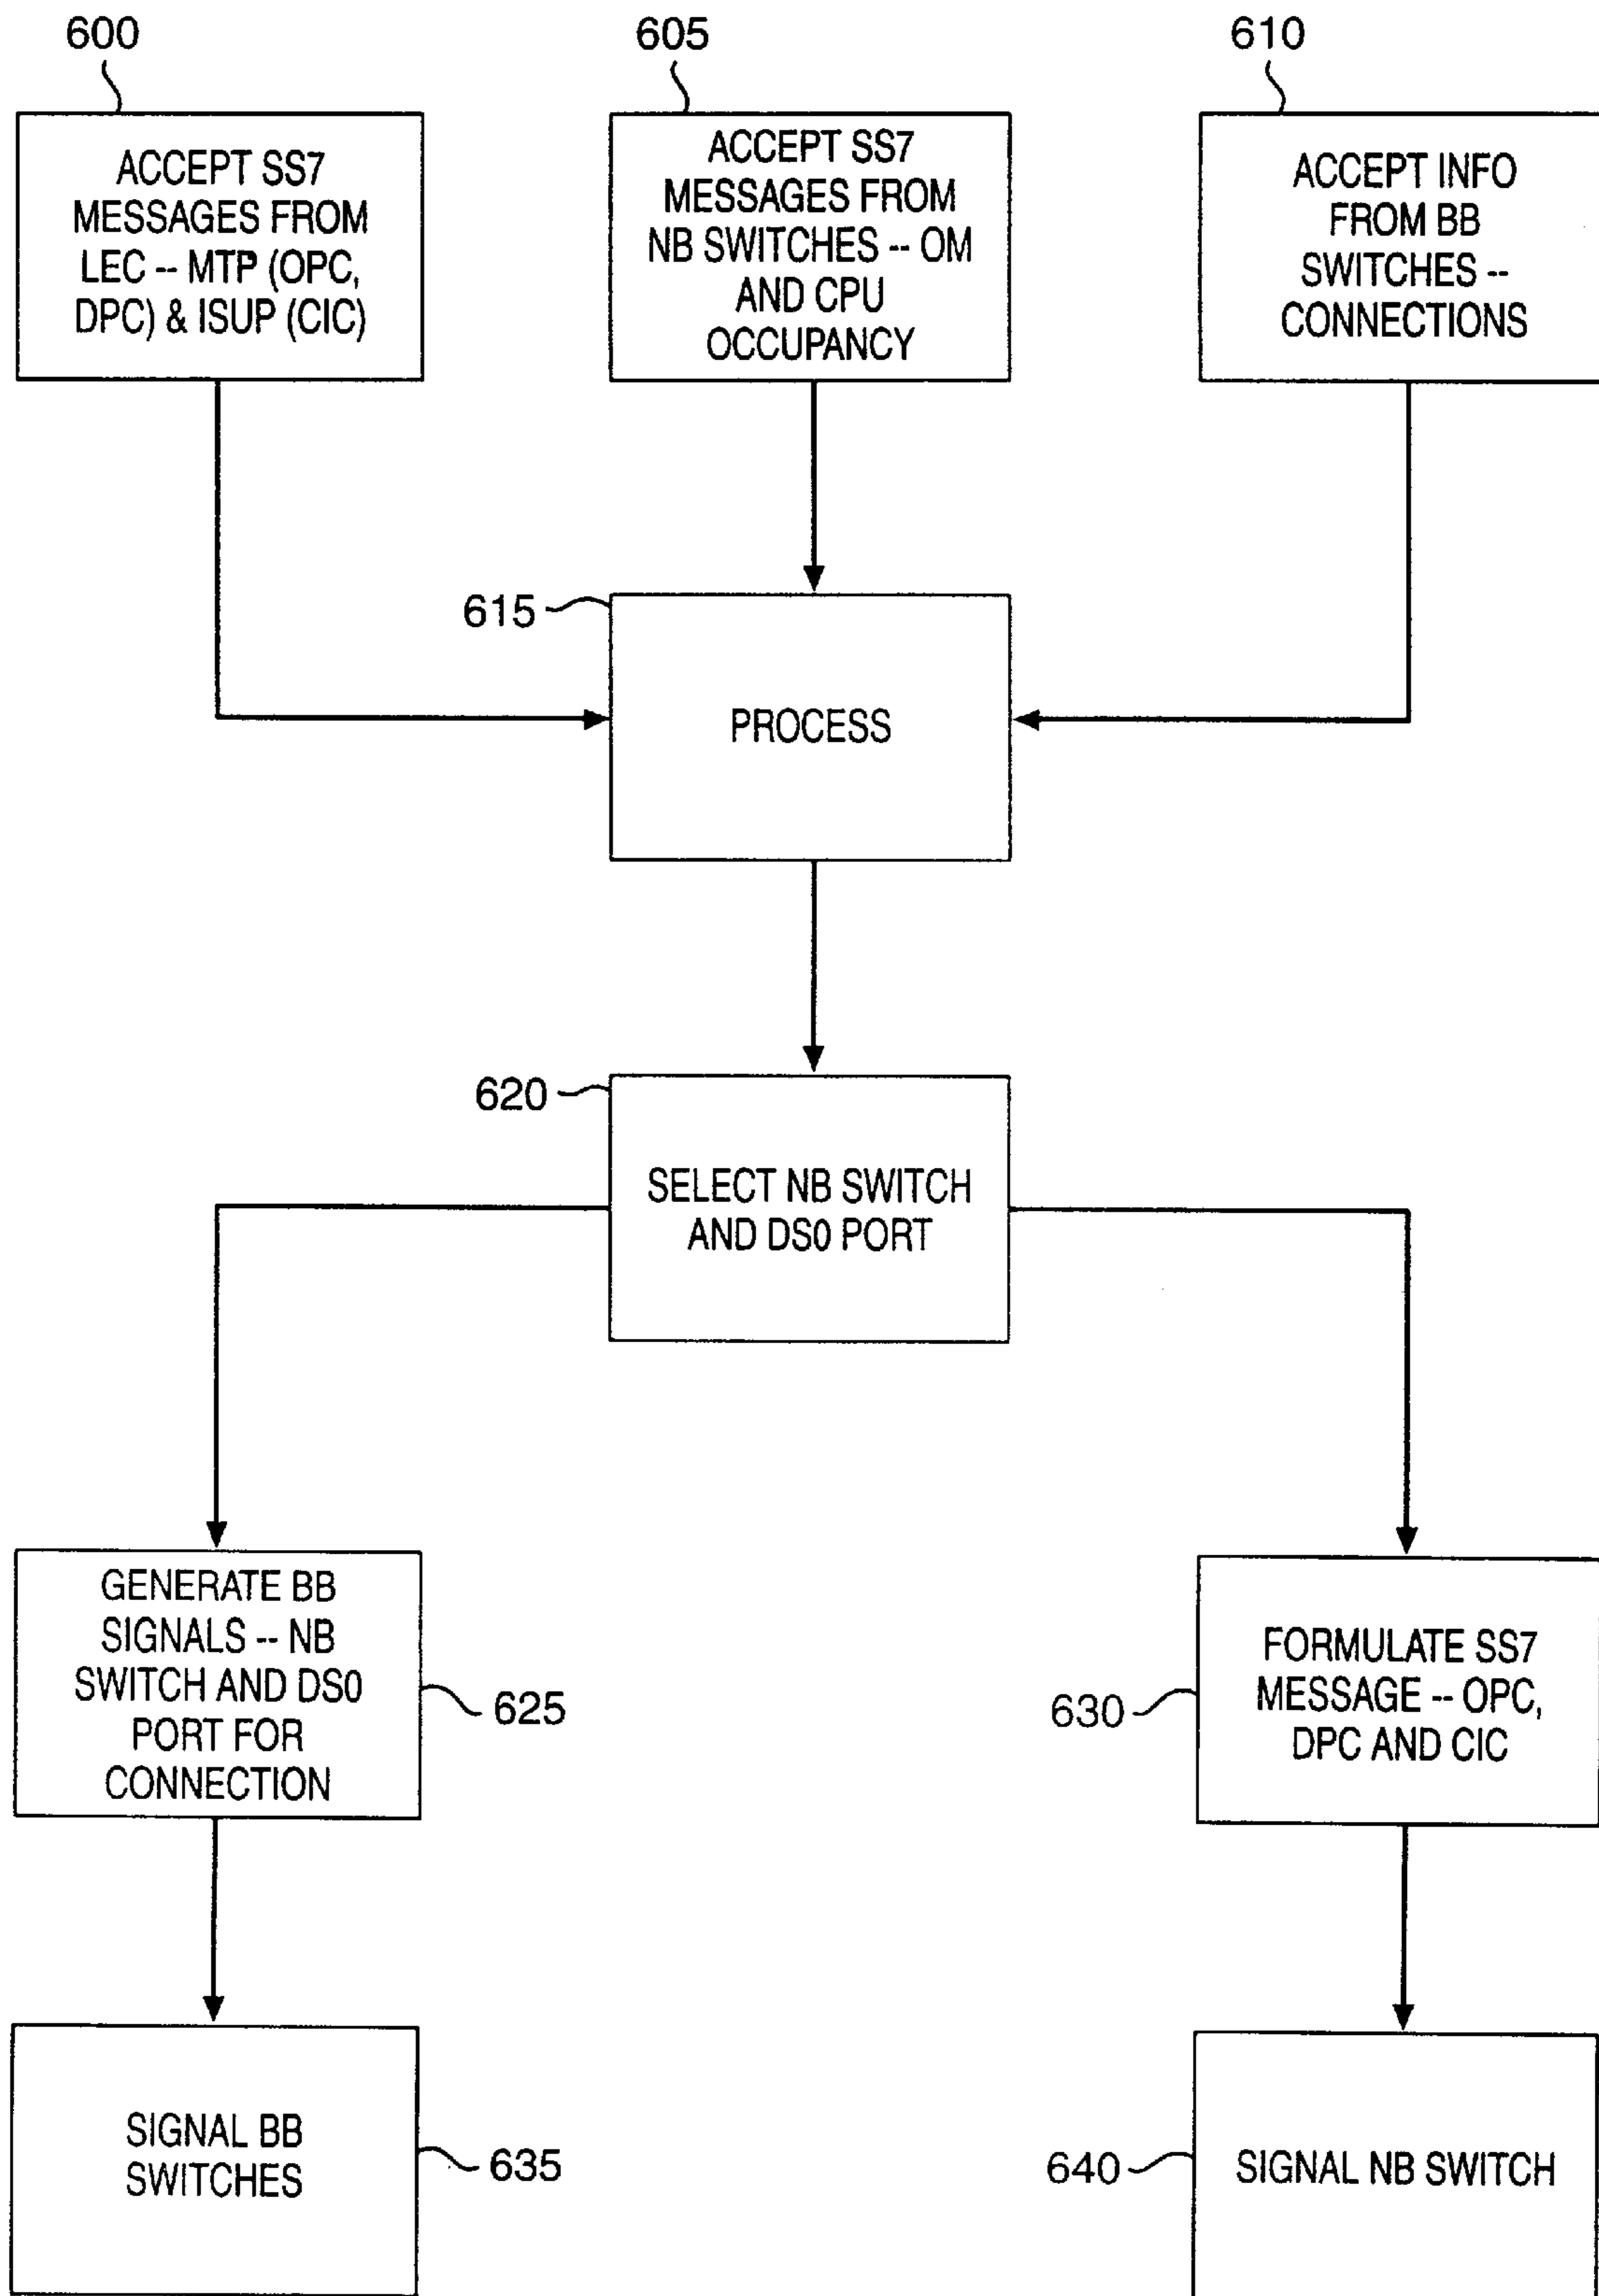 600
605
610
ACCEPT SS7
MESSAGES FROM
LEC -- MTP (OPC,
DPC) & ISUP (CIC)
ACCEPT SS7
MESSAGES FROM
NB SWITCHES -- OM
AND CPU
OCCUPANCY
ACCEPT INFO
FROM BB
SWITCHES --
CONNECTIONS
615
PROCESS
620
SELECT NB SWITCH
AND DS0 PORT
GENERATE BB
SIGNALS -- NB
SWITCH AND DS0
PORT FOR
CONNECTION
625
630
FORMULATE SS7
MESSAGE -- OPC,
DPC AND CIC
SIGNAL BB
SWITCHES
635
640
SIGNAL NB SWITCH